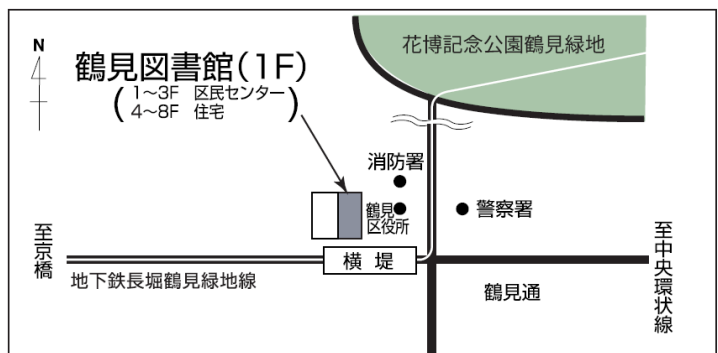 N
花博記念公園鶴見緑地
鶴見図書館(1F)
(1~3F 区民センター
4~8F 住宅)
消防署
鶴見
区役所
警察署
至京橋
横堤
至中央環状線
地下鉄長堀鶴見緑地線
鶴見通